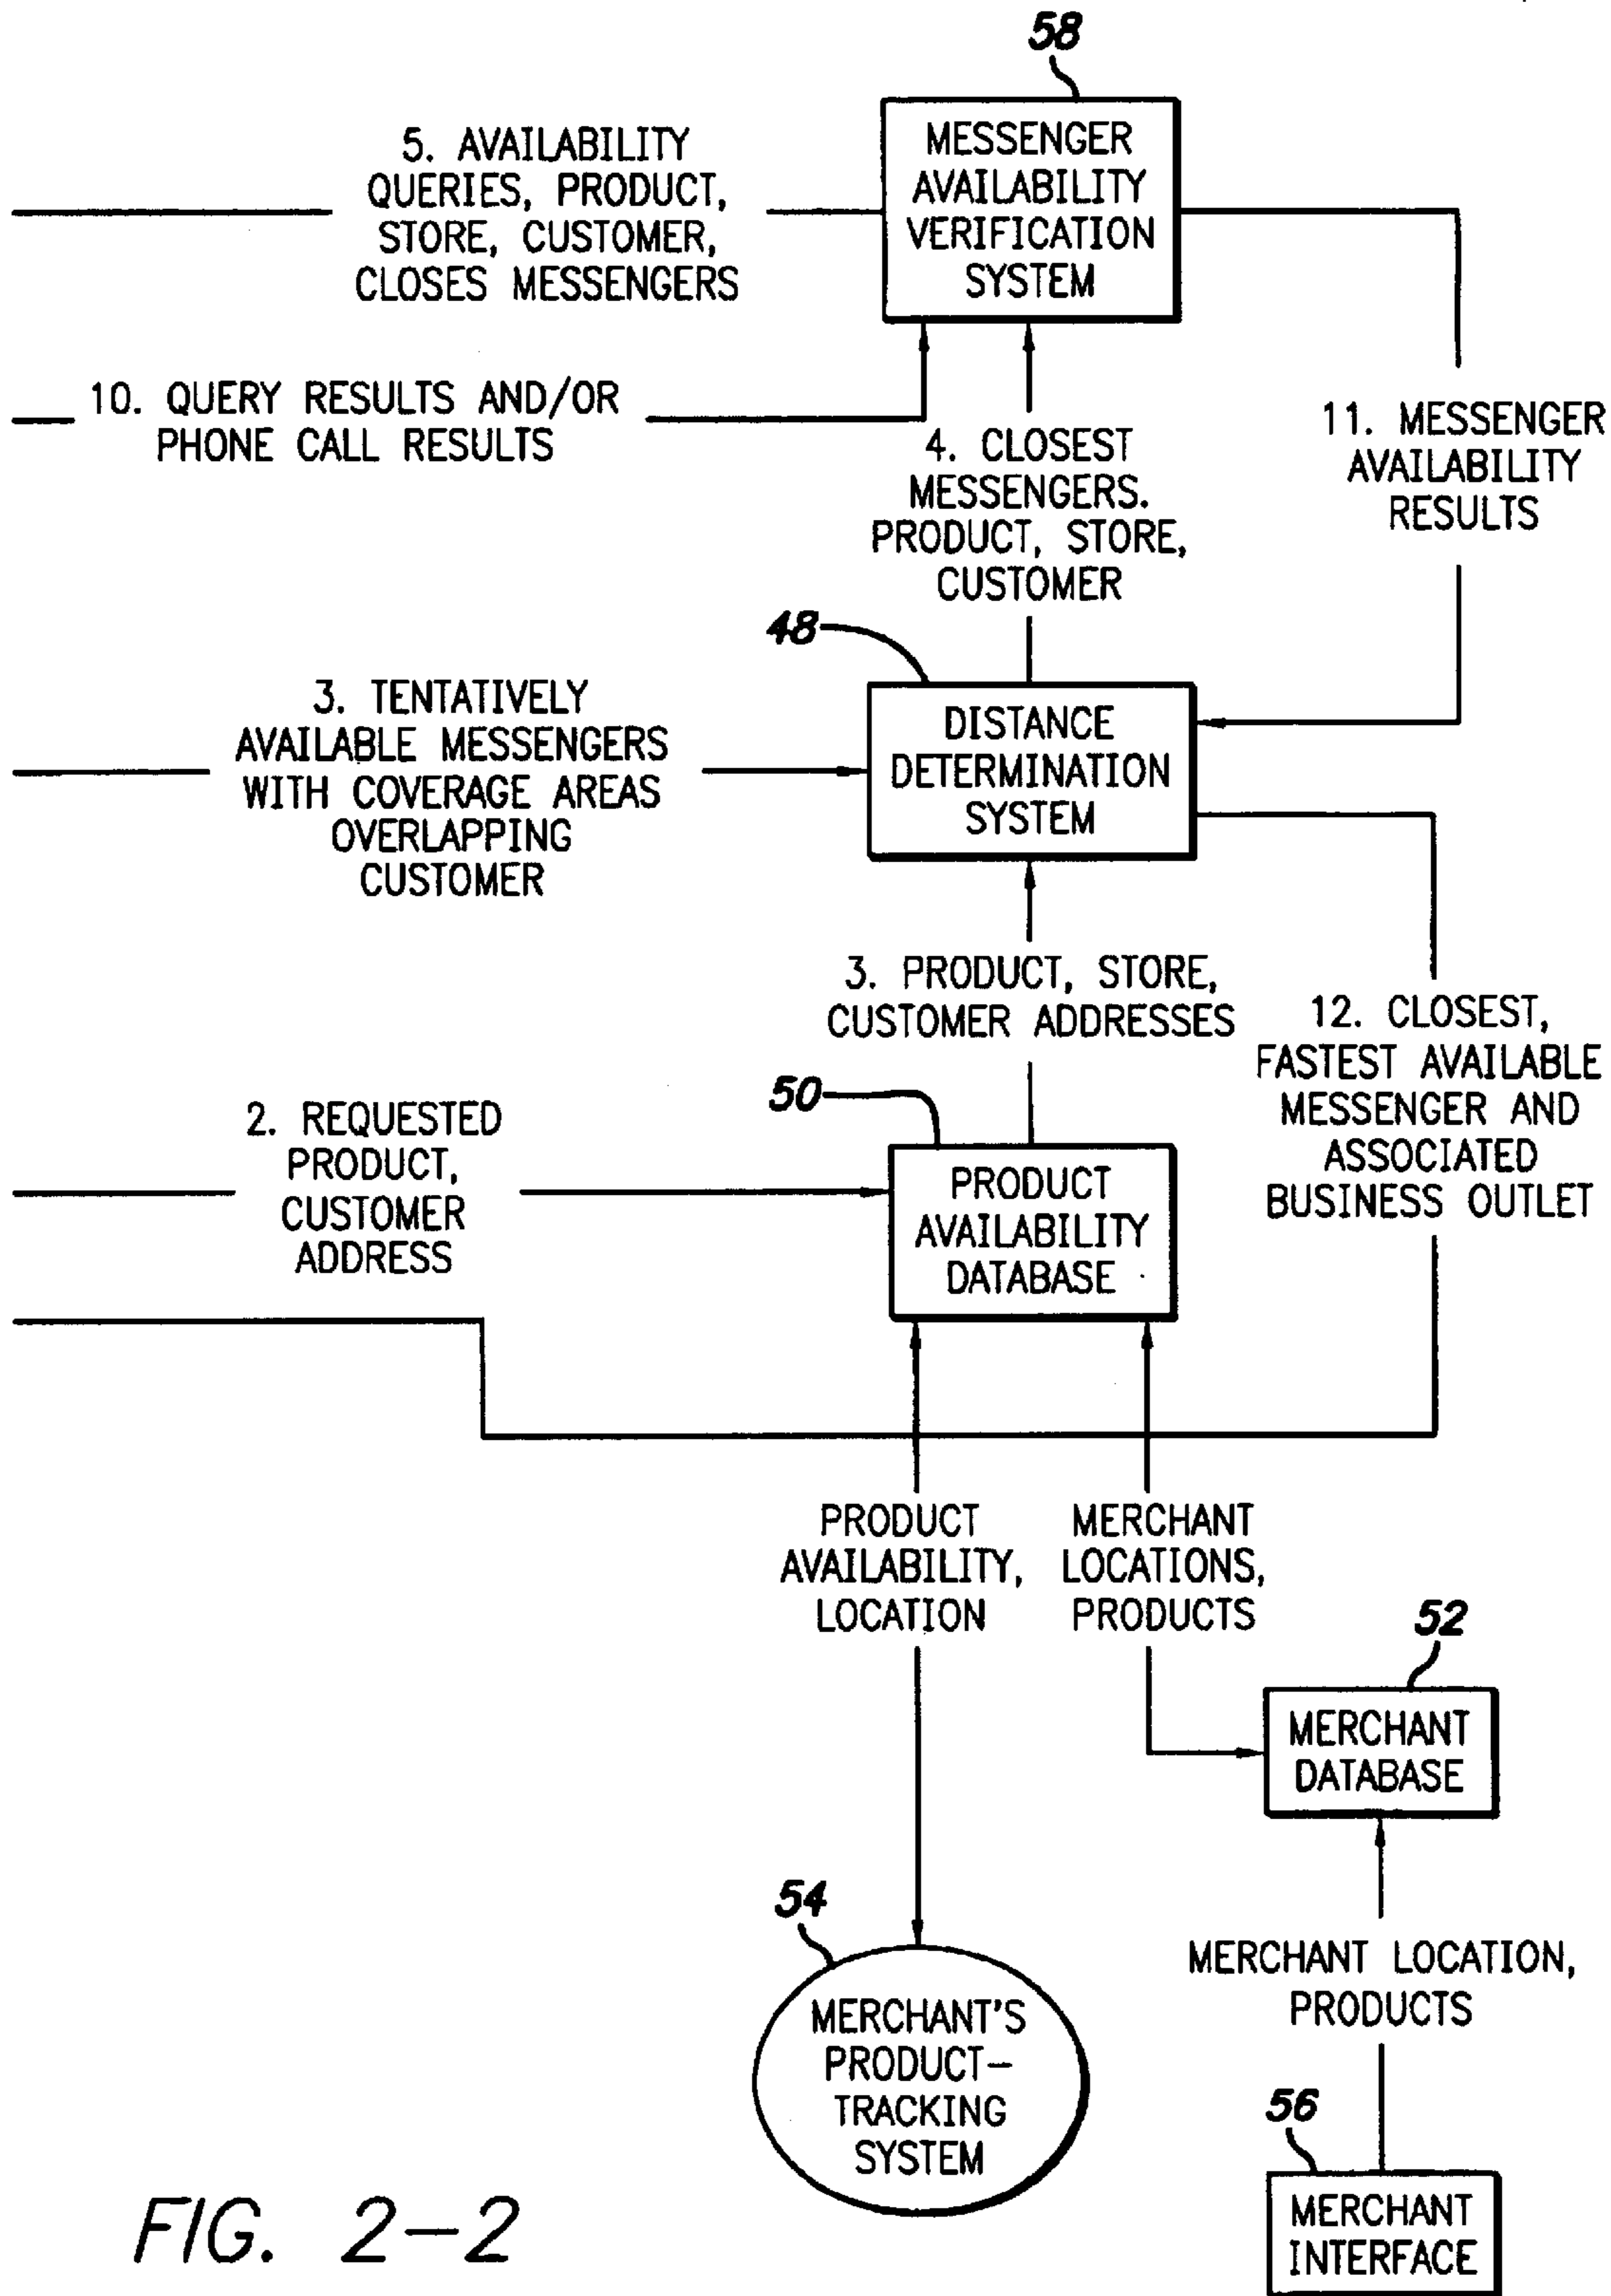 58
MESSENGER
AVAILABILITY
VERIFICATION
SYSTEM
5. AVAILABILITY
QUERIES, PRODUCT,
STORE, CUSTOMER,
CLOSES MESSENGERS
10. QUERY RESULTS AND/OR
PHONE CALL RESULTS
4. CLOSEST
MESSENGERS.
PRODUCT, STORE,
CUSTOMER
11. MESSENGER
AVAILABILITY
RESULTS
48
3. TENTATIVELY
AVAILABLE MESSENGERS
WITH COVERAGE AREAS
OVERLAPPING
CUSTOMER
DISTANCE
DETERMINATION
SYSTEM
3. PRODUCT, STORE,
CUSTOMER ADDRESSES
12. CLOSEST,
FASTEST AVAILABLE
MESSENGER AND
ASSOCIATED
BUSINESS OUTLET
50
2. REQUESTED
PRODUCT,
CUSTOMER
ADDRESS
PRODUCT
AVAILABILITY
DATABASE
PRODUCT
AVAILABILITY,
LOCATION
MERCHANT
LOCATIONS,
PRODUCTS
52
MERCHANT
DATABASE
54
MERCHANT'S
PRODUCT-
TRACKING
SYSTEM
MERCHANT LOCATION,
PRODUCTS
56
MERCHANT
INTERFACE
FIG. 2-2